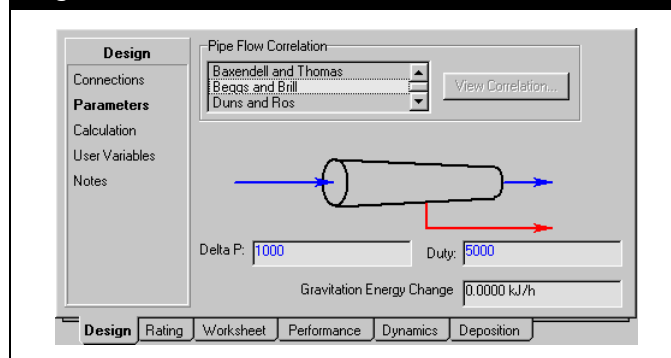 Design
Connections
Parameters
Calculation
User Variables
Notes
Pipe Flow Correlation
Baxendell and Thomas
Beggs and Brill
Duns and Ros
View Correlation...
Delta P: 1000
Duty: 5000
Gravitation Energy Change 0.0000 kJ/h
Design Rating Worksheet Performance Dynamics Deposition